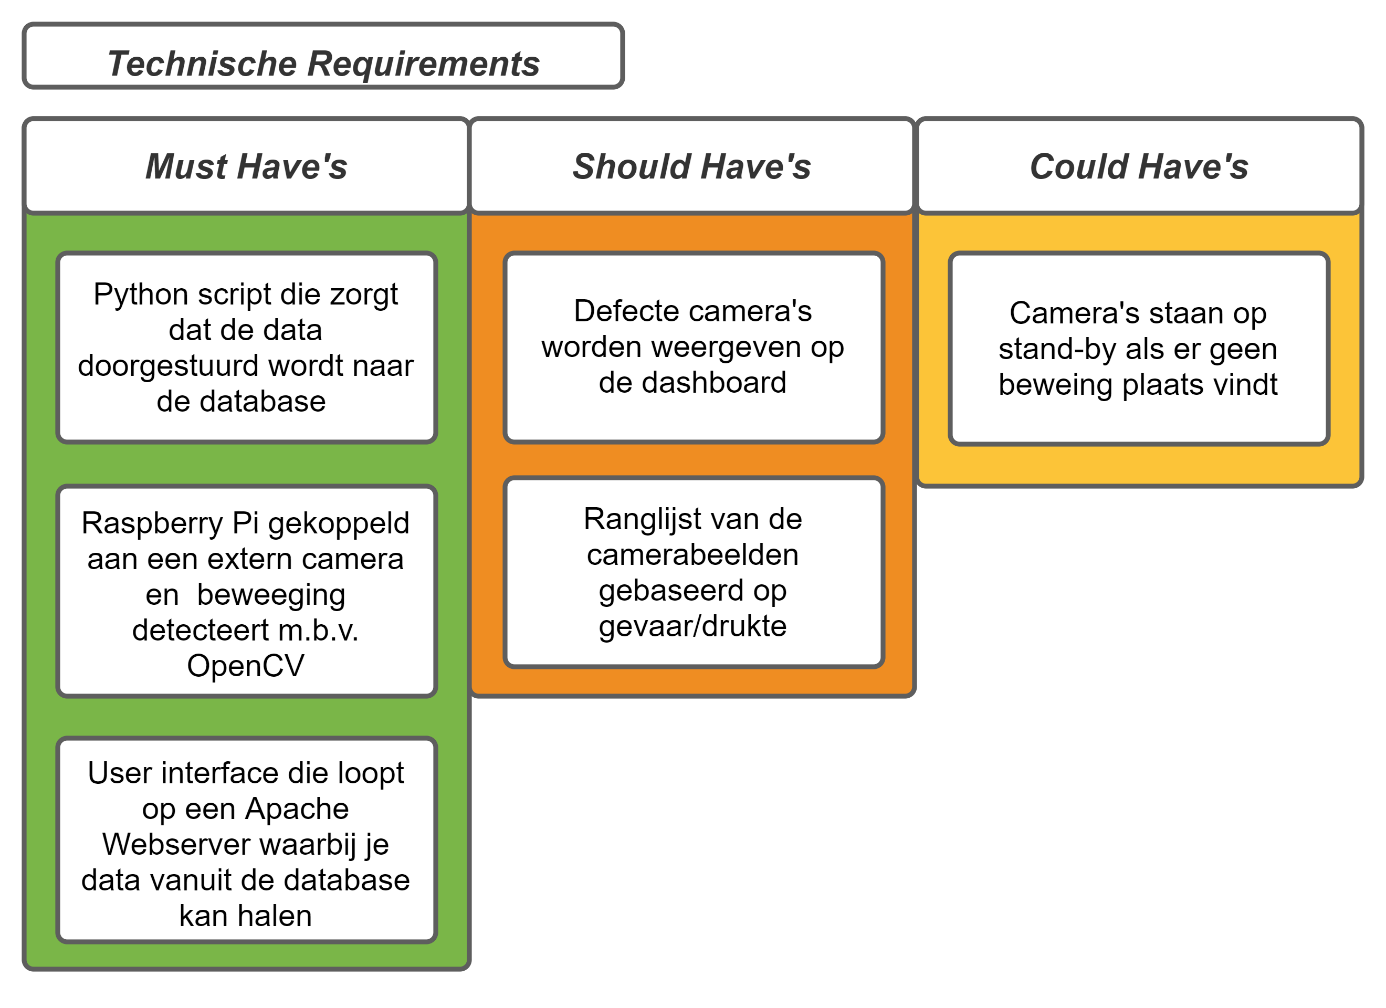 Technische Requirements
Must Have's
Python script die zorgt
dat de data
doorgestuurd wordt naar
de database
Raspberry Pi gekoppeld
aan een extern camera
en  beweeging
detecteert m.b.v.
OpenCV
User interface die loopt
op een Apache
Webserver waarbij je
data vanuit de database
kan halen
Should Have's
Defecte camera's
worden weergeven op
de dashboard
Ranglijst van de
camerabeelden
gebaseerd op
gevaar/drukte
Could Have's
Camera's staan op
stand-by als er geen
beweing plaats vindt